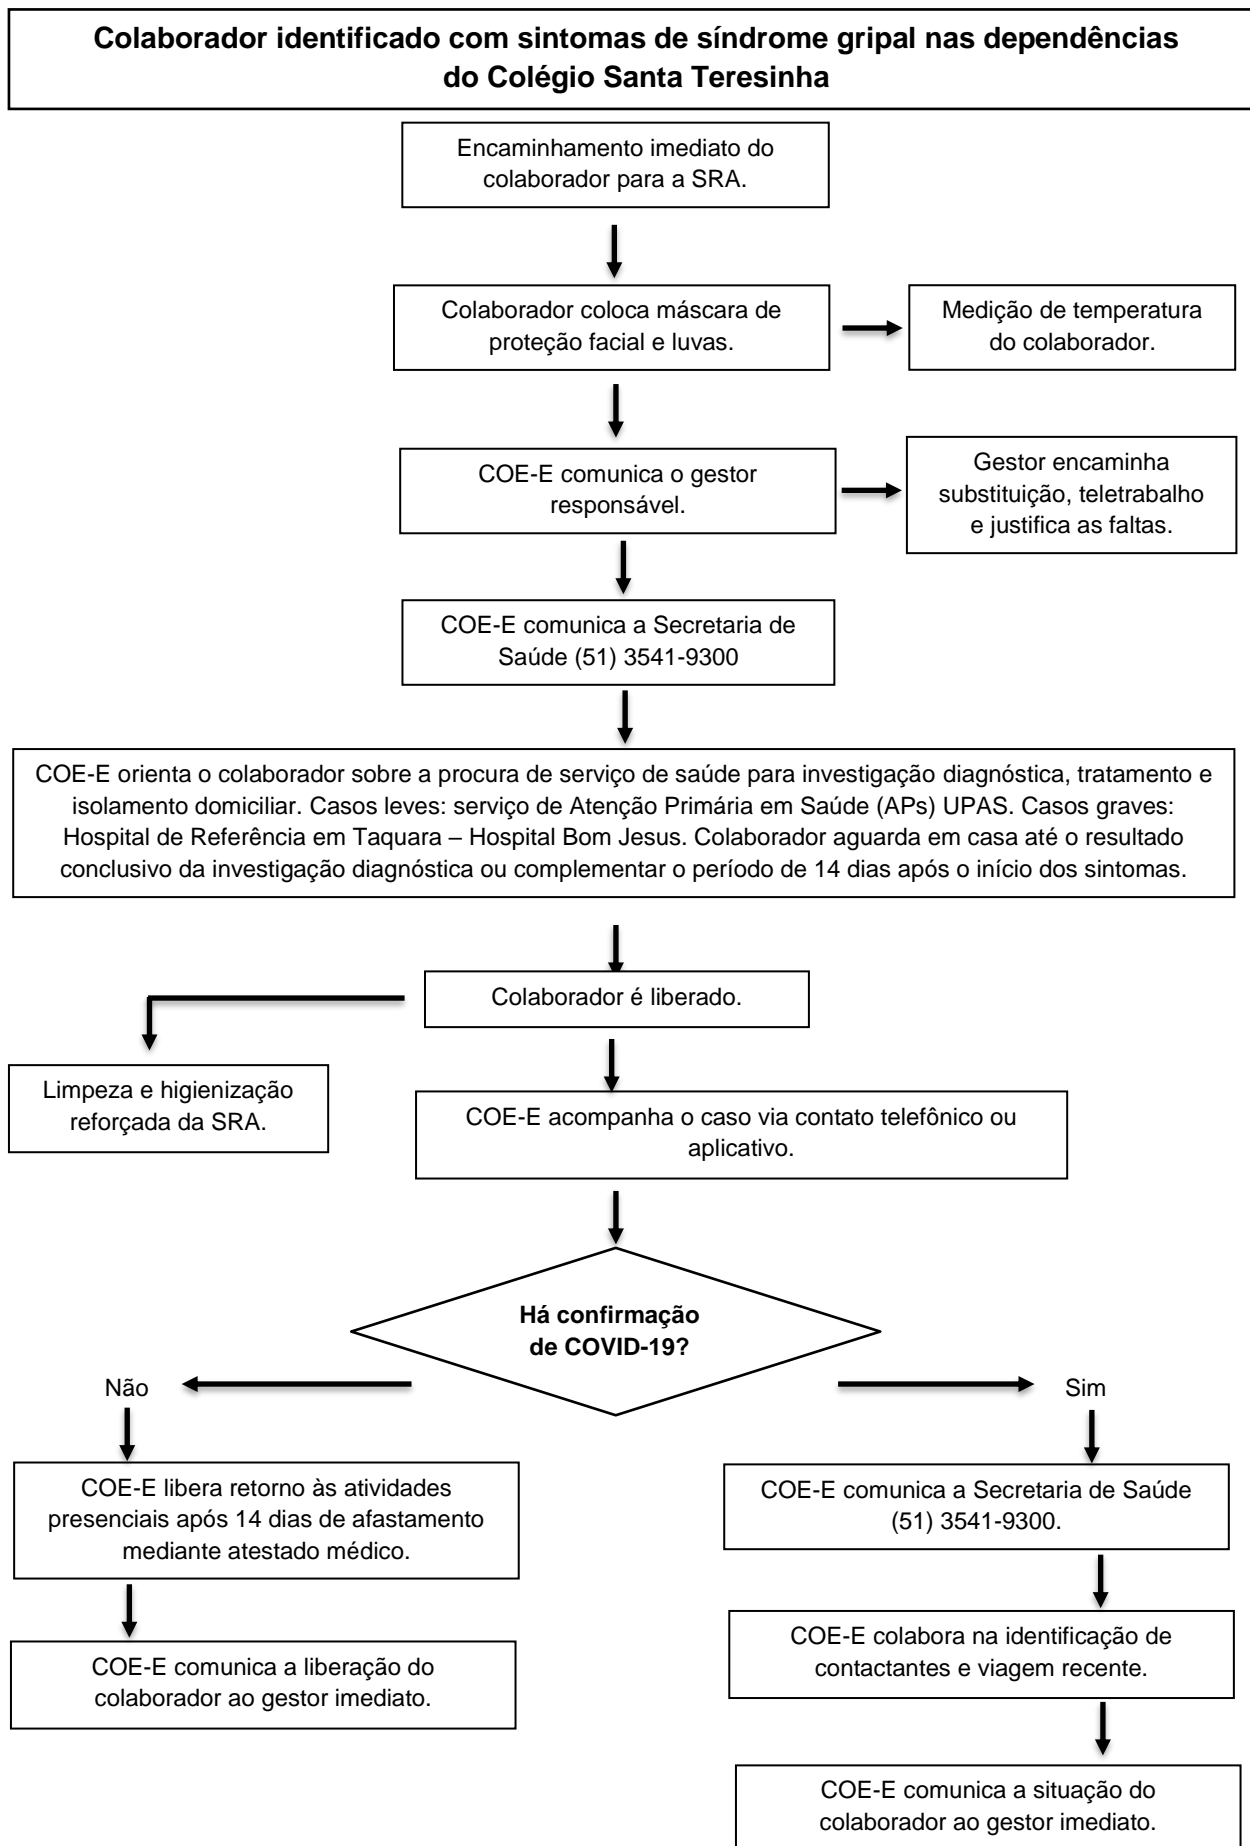 Colaborador identificado com sintomas de síndrome gripal nas dependências
do Colégio Santa Teresinha
Encaminhamento imediato do
colaborador para a SRA.
Colaborador coloca máscara de
proteção facial e luvas.
Medição de temperatura
do colaborador.
COE-E comunica o gestor
responsável.
Gestor encaminha
substituição, teletrabalho
e justifica as faltas.
COE-E comunica a Secretaria de
Saúde (51) 3541-9300
COE-E orienta o colaborador sobre a procura de serviço de saúde para investigação diagnóstica, tratamento e
isolamento domiciliar. Casos leves: serviço de Atenção Primária em Saúde (APs) UPAS. Casos graves:
Hospital de Referência em Taquara – Hospital Bom Jesus. Colaborador aguarda em casa até o resultado
conclusivo da investigação diagnóstica ou complementar o período de 14 dias após o início dos sintomas.
Colaborador é liberado.
Limpeza e higienização
reforçada da SRA.
COE-E acompanha o caso via contato telefônico ou
aplicativo.
Há confirmação
de COVID-19?
Não
Sim
COE-E libera retorno às atividades
presenciais após 14 dias de afastamento
mediante atestado médico.
COE-E comunica a Secretaria de Saúde
(51) 3541-9300.
COE-E comunica a liberação do
colaborador ao gestor imediato.
COE-E colabora na identificação de
contactantes e viagem recente.
COE-E comunica a situação do
colaborador ao gestor imediato.